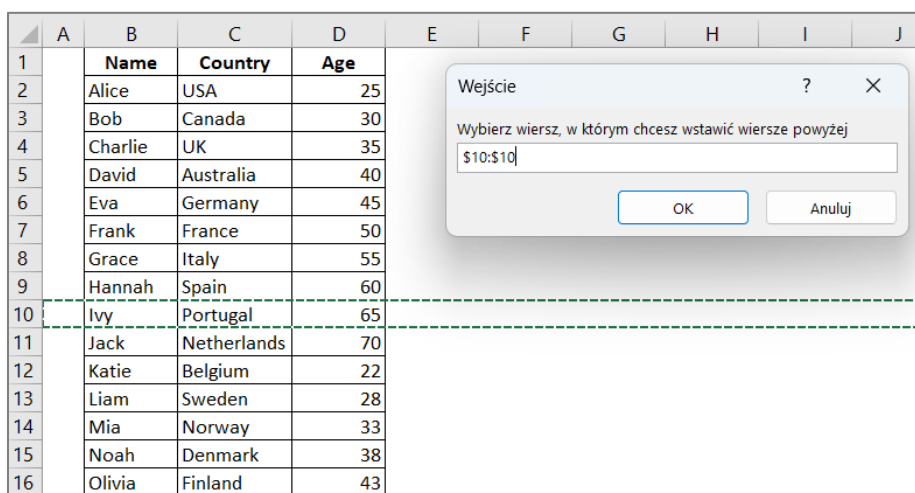 A B C D E F G H I J
1 Name Country Age
2 Alice USA 25
3 Bob Canada 30
4 Charlie UK 35
5 David Australia 40
6 Eva Germany 45
7 Frank France 50
8 Grace Italy 55
9 Hannah Spain 60
10 Ivy Portugal 65
11 Jack Netherlands 70
12 Katie Belgium 22
13 Liam Sweden 28
14 Mia Norway 33
15 Noah Denmark 38
16 Olivia Finland 43
Wejście ?
Wybierz wiersz, w którym chcesz wstawić wiersze powyżej
$10:$10
OK Anuluj